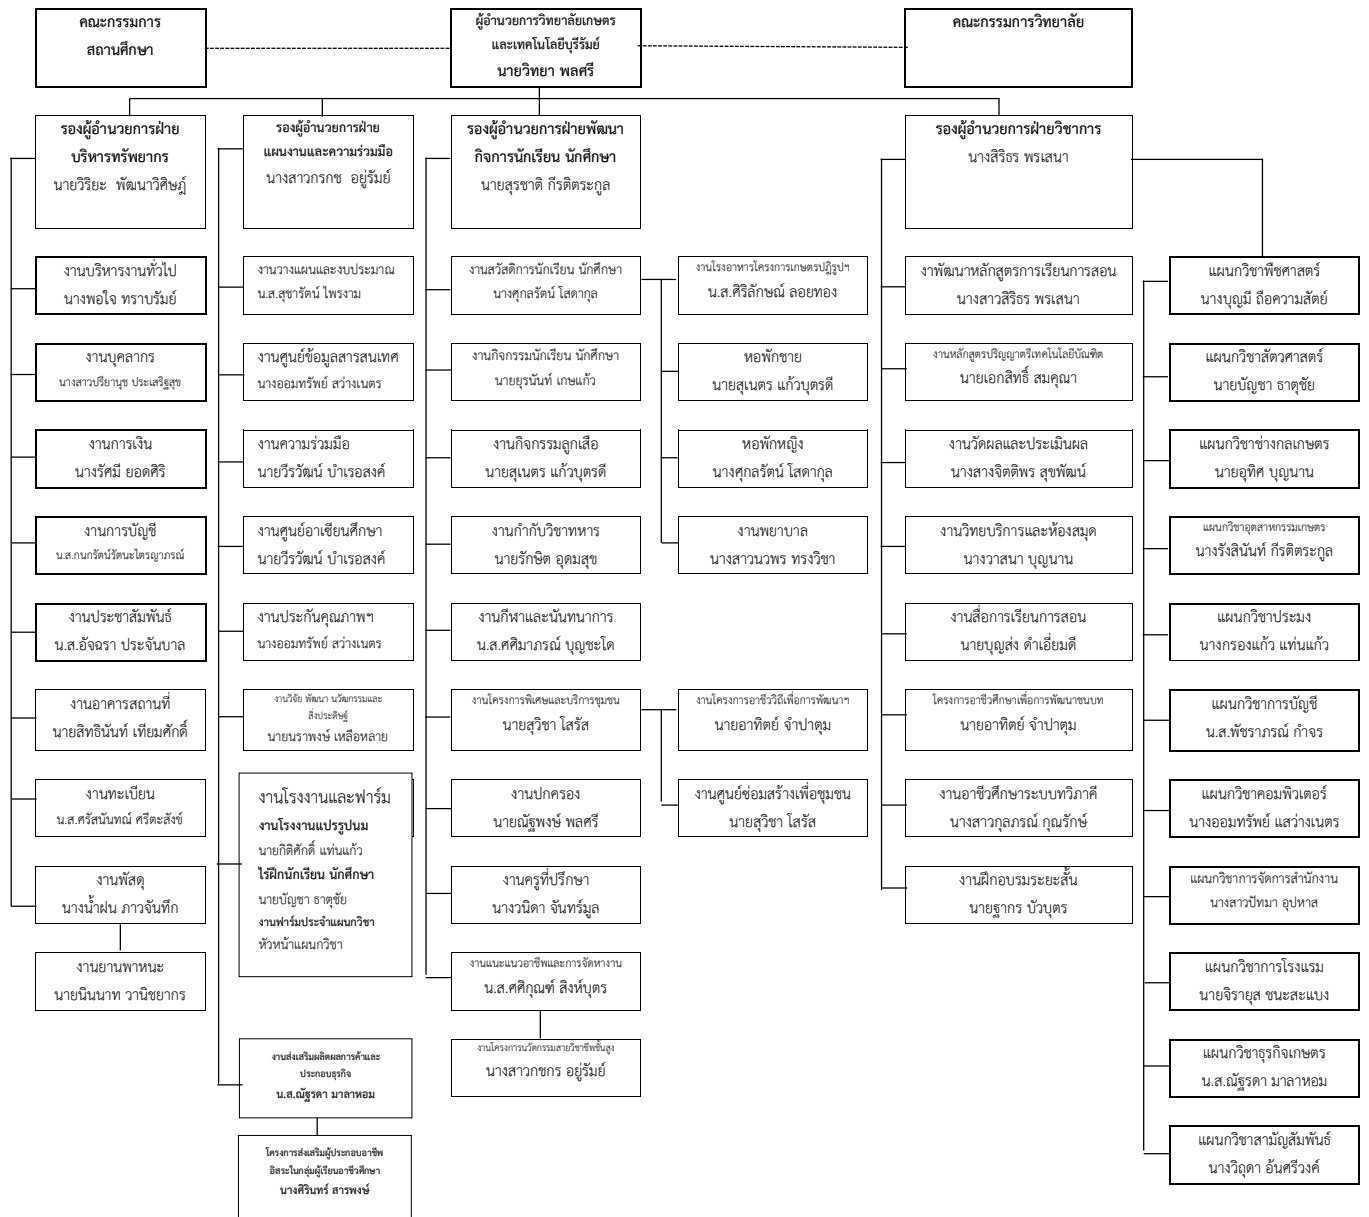 คณะกรรมการ
สถานศึกษา
ผู้อำนวยการวิทยาลัยเกษตร
และเทคโนโลยีบุรีรัมย์
นายวิทยา พลศรี
คณะกรรมการวิทยาลัย
รองผู้อำนวยการฝ่าย
บริหารทรัพยากร
นายวิริยะ พัฒนาวิศิษฎ์
รองผู้อำนวยการฝ่าย
แผนงานและความร่วมมือ
นางสาวกรกช อยู่รัมย์
รองผู้อำนวยการฝ่ายพัฒนา
กิจการนักเรียน นักศึกษา
นายสุรชาติ กีรติตระกูล
รองผู้อำนวยการฝ่ายวิชาการ
นางสิริธร พรเสนา
งานบริหารงานทั่วไป
นางพอใจ ทราบรัมย์
งานบุคลากร
นางสาวปรียานุช ประเสริฐสุข
งานการเงิน
นางรัศมี ยอดศิริ
งานการบัญชี
น.ส.กนกรัตน์รัตนะไตรญาภรณ์
งานประชาสัมพันธ์
น.ส.อัจฉรา ประจันบาล
งานอาคารสถานที่
นายสิทธินันท์ เทียมศักดิ์
งานทะเบียน
น.ส.ศรัสนันทณ์ ศรีตะสังข์
งานพัสดุ
นางน้ำฝน ภาวจันทึก
งานยานพาหนะ
นายนินนาท วานิชยากร
งานวางแผนและงบประมาณ
น.ส.สุชารัตน์ ไพรงาม
งานศูนย์ข้อมูลสารสนเทศ
นางออมทรัพย์ สว่างเนตร
งานความร่วมมือ
นายวีรวัฒน์ บำเรอสงค์
งานศูนย์อาเซียนศึกษา
นายวีรวัฒน์ บำเรอสงค์
งานประกันคุณภาพฯ
นางออมทรัพย์ สว่างเนตร
งานวิจัย พัฒนา นวัฒกรรมและ
สิ่งประดิษฐ์
นายนราพงษ์ เหลือหลาย
งานโรงงานและฟาร์ม
งานโรงงานแปรรูปนม
นายกิติศักดิ์ แท่นแก้ว
ไร่ฝึกนักเรียน นักศึกษา
นายบัญชา ธาตุชัย
งานฟาร์มประจำแผนกวิชา
หัวหน้าแผนกวิชา
งานส่งเสริมผลิตผลการค้าและ
ประกอบธุรกิจ
น.ส.ณัฐรดา มาลาหอม
โครงการส่งเสริมผู้ประกอบอาชีพ
อิสระในกลุ่มผู้เรียนอาชีวศึกษา
นางศิรินทร์ สารพงษ์
งานสวัสดิการนักเรียน นักศึกษา
นางศุกลรัตน์ โสดากุล
งานกิจกรรมนักเรียน นักศึกษา
นายยุรนันท์ เกษแก้ว
งานกิจกรรมลูกเสือ
นายสุเนตร แก้วบุตรดี
งานกำกับวิชาทหาร
นายรักษิต อุดมสุข
งานกีฬาและนันทนาการ
น.ส.ศศิมาภรณ์ บุญชะโด
งานโครงการพิเศษและบริการชุมชน
นายสุวิชา โสรัส
งานปกครอง
นายณัฐพงษ์ พลศรี
งานครูที่ปรึกษา
นางวนิดา จันทร์มูล
งานแนะแนวอาชีพและการจัดหางาน
น.ส.ศศิกุณฑ์ สิงห์บุตร
งานโครงการนวัตกรรมสายวิชาชีพชั้นสูง
นางสาวกชกร อยู่รัมย์
งานโรงอาหารโครงการเกษตรปฏิรูปฯ
น.ส.ศิริลักษณ์ ลอยทอง
หอพักชาย
นายสุเนตร แก้วบุตรดี
หอพักหญิง
นางศุกลรัตน์ โสดากุล
งานพยาบาล
นางสาวนวพร ทรงวิชา
งานโครงการอาชีววิถีเพื่อการพัฒนาฯ
นายอาทิตย์ จำปาตุม
งานศูนย์ซ่อมสร้างเพื่อชุมชน
นายสุวิชา โสรัส
งาพัฒนาหลักสูตรการเรียนการสอน
นางสาวสิริธร พรเสนา
งานหลักสูตรปริญญาตรีเทคโนโลยีบัณฑิต
นายเอกสิทธิ์ สมคุณา
งานวัดผลและประเมินผล
นางสางจิตติพร สุขพัฒน์
งานวิทยบริการและห้องสมุด
นางวาสนา บุญนาน
งานสื่อการเรียนการสอน
นายบุญส่ง ดำเอี่ยมดี
โครงการอาชีวศึกษาเพื่อการพัฒนาชนบท
นายอาทิตย์ จำปาตุม
งานอาชีวศึกษาระบบทวิภาคี
นางสาวกุลภรณ์ กุณรักษ์
งานฝึกอบรมระยะสั้น
นายฐากร บัวบุตร
แผนกวิชาพืชศาสตร์
นางบุญมี ถือความสัตย์
แผนกวิชาสัตวศาสตร์
นายบัญชา ธาตุชัย
แผนกวิชาช่างกลเกษตร
นายอุทิศ บุญนาน
แผนกวิชาอุตสาหกรรมเกษตร
นางรังสินันท์ กีรติตระกูล
แผนกวิชาประมง
นางกรองแก้ว แท่นแก้ว
แผนกวิชาการบัญชี
น.ส.พัชราภรณ์ กำจร
แผนกวิชาคอมพิวเตอร์
นางออมทรัพย์ แสว่างเนตร
แผนกวิชาการจัดการสำนักงาน
นางสาวปัทมา อุปหาส
แผนกวิชาการโรงแรม
นายจิรายุส ชนะสะแบง
แผนกวิชาธุรกิจเกษตร
น.ส.ณัฐรดา มาลาหอม
แผนกวิชาสามัญสัมพันธ์
นางวิฤดา อ้นศรีวงค์